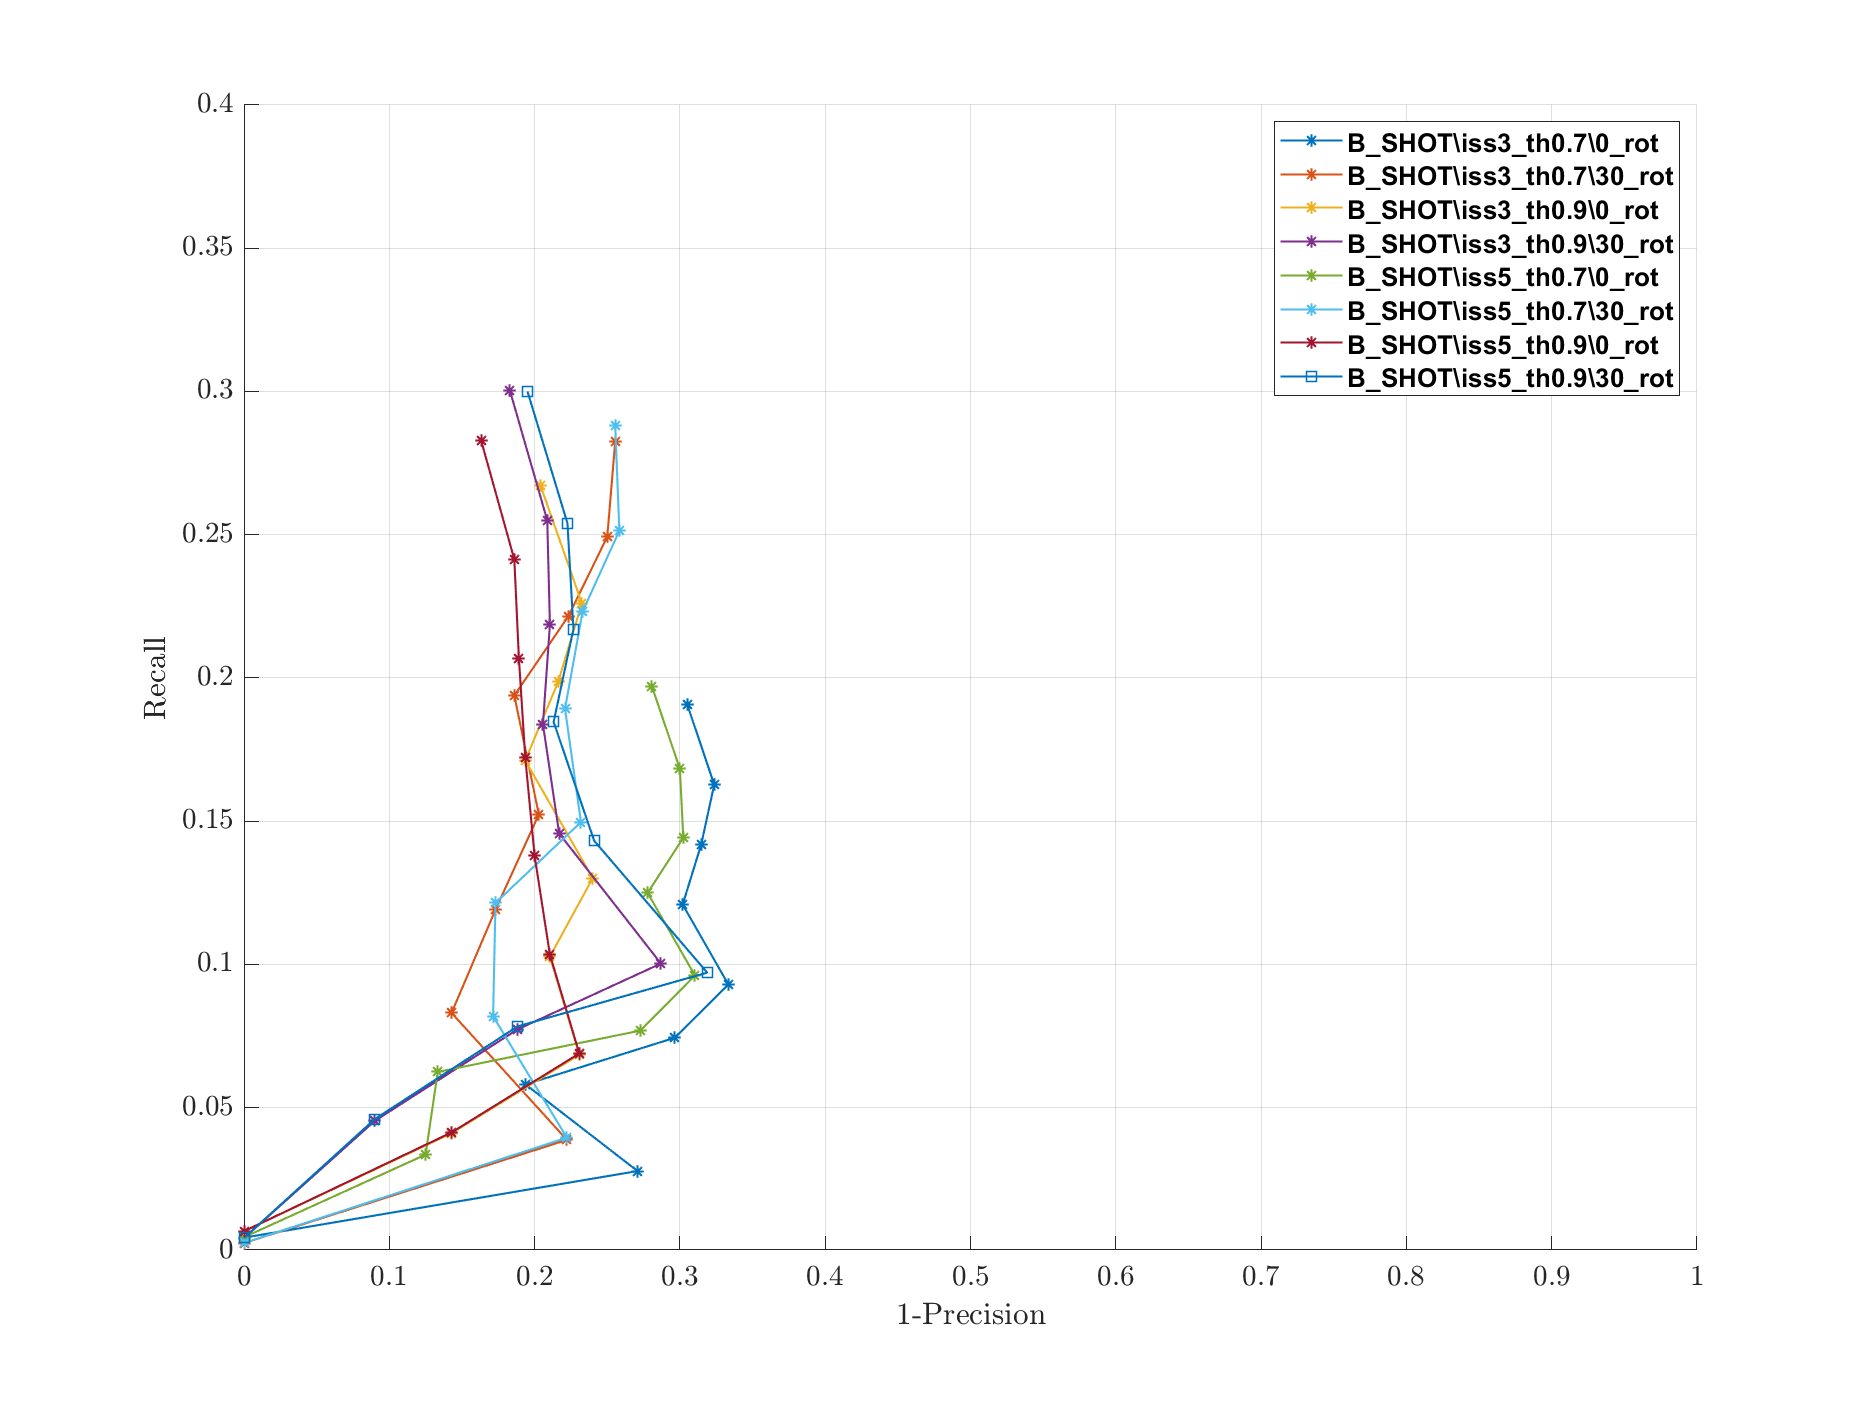 0.4
0.35
0.3
0.25
0.2
0.15
0.1
0.05
0
Recall
B_SHOT\iss3_th0.7\0_rot
B_SHOT\iss3_th0.7\30_rot
B_SHOT\iss3_th0.9\0_rot
B_SHOT\iss3_th0.9\30_rot
B_SHOT\iss5_th0.7\0_rot
B_SHOT\iss5_th0.7\30_rot
B_SHOT\iss5_th0.9\0_rot
B_SHOT\iss5_th0.9\30_rot
0 0.1 0.2 0.3 0.4 0.5 0.6 0.7 0.8 0.9 1
1-Precision